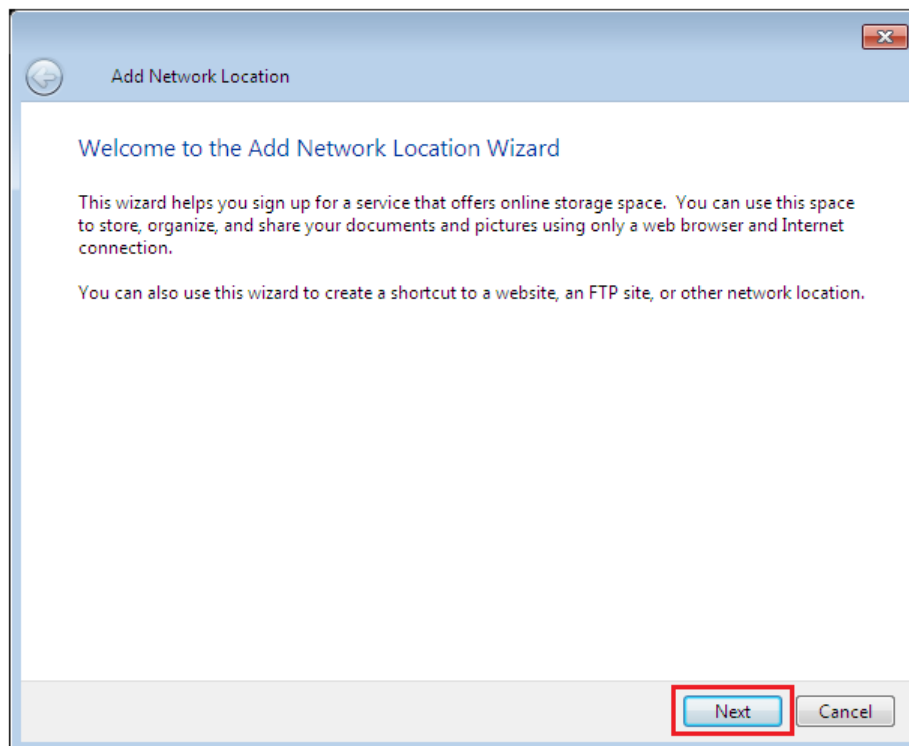 Add Network Location
Welcome to the Add Network Location Wizard
This wizard helps you sign up for a service that offers online storage space.  You can use this space
to store, organize, and share your documents and pictures using only a web browser and Internet
connection.
You can also use this wizard to create a shortcut to a website, an FTP site, or other network location.
Next
Cancel